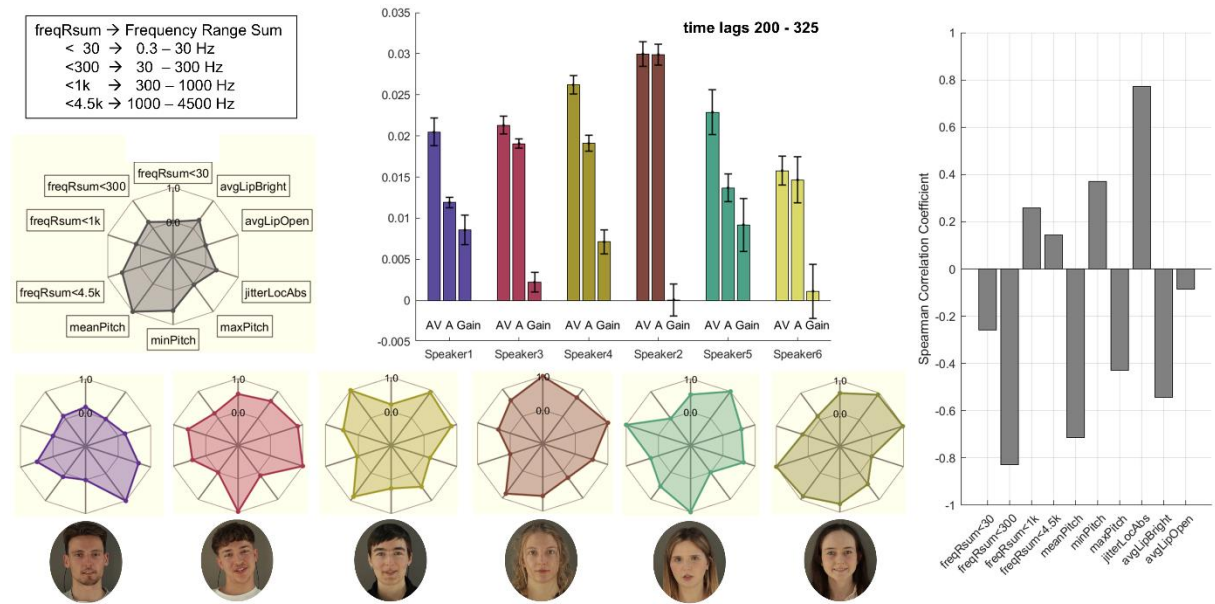 freqRsum → Frequency Range Sum
< 30 → 0.3 – 30 Hz
<300 → 30 – 300 Hz
<1k → 300 – 1000 Hz
<4.5k → 1000 – 4500 Hz
freqRsum<30
freqRsum<300
avgLipBright
1.0
freqRsum<1k
0.0
avgLipOpen
freqRsum<4.5k
jitterLocAbs
meanPitch
maxPitch
minPitch
time lags 200 - 325
0.035
0.03
0.025
0.02
0.015
0.01
0.005
0
-0.005
AV A Gain AV A Gain AV A Gain AV A Gain AV A Gain AV A Gain
Speaker1 Speaker3 Speaker4 Speaker2 Speaker5 Speaker6
1.0 1.0 1.0 1.0 1.0 1.0
0.0 0.0 0.0 0.0 0.0 0.0
Spearman Correlation Coefficient
1
0.8
0.6
0.4
0.2
0
-0.2
-0.4
-0.6
-0.8
-1
freqRsum<30
freqRsum<300
freqRsum<1k
freqRsum<4.5k
meanPitch
minPitch
maxPitch
jitterLocAbs
avgLipBright
avgLipOpen